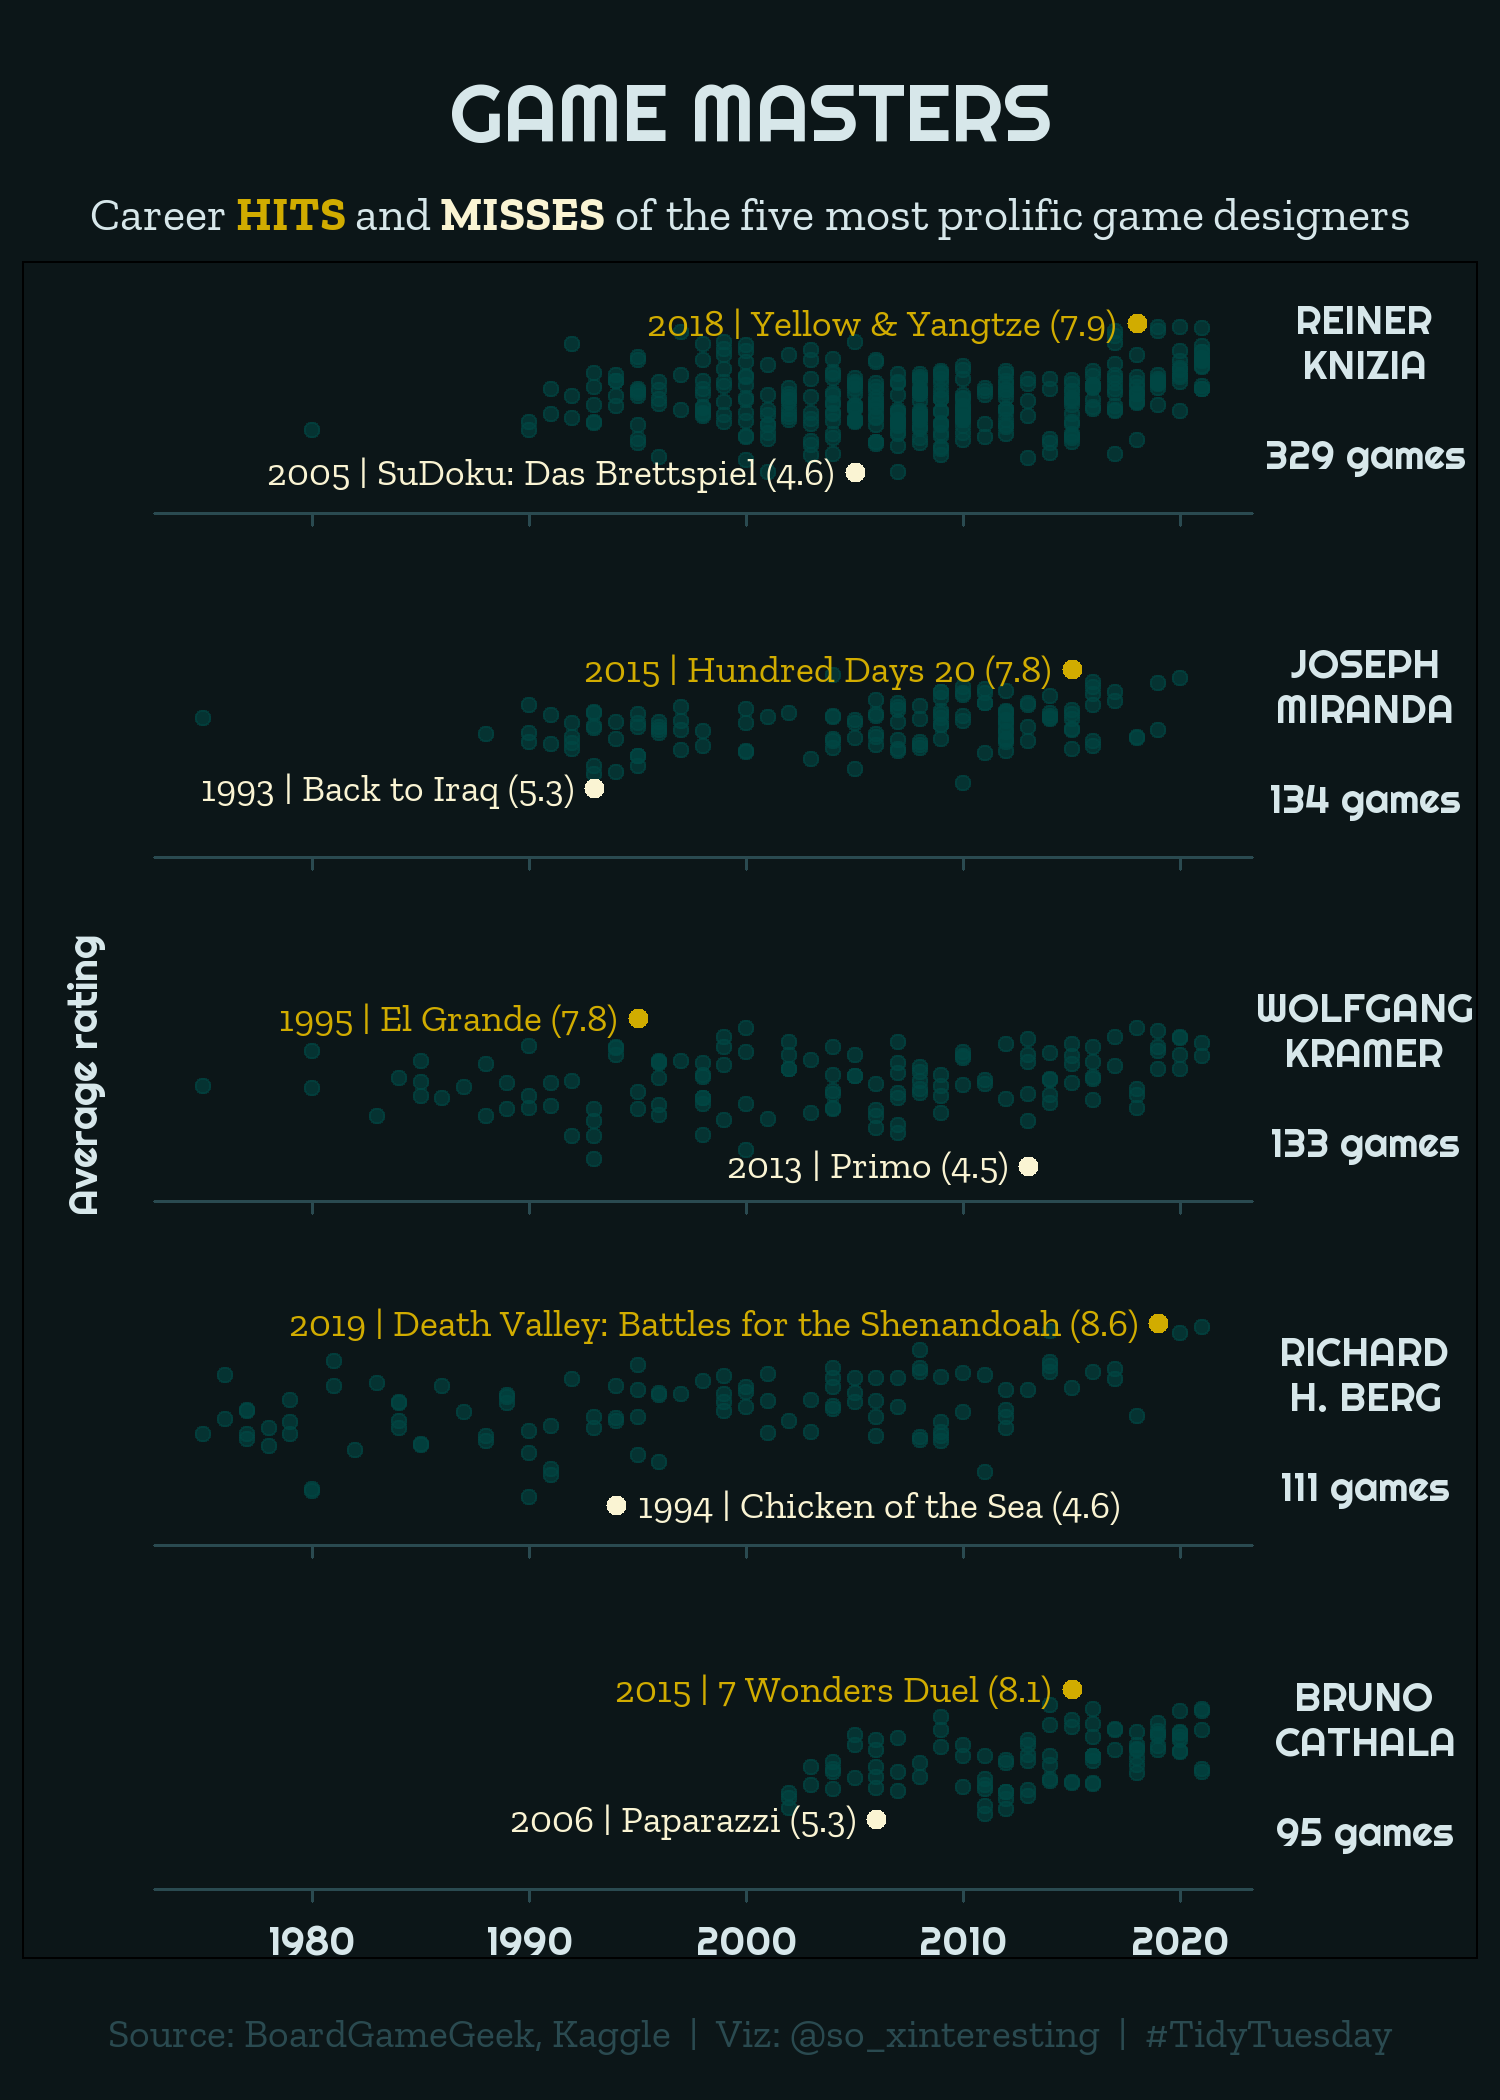 GAME MASTERS
Career HITS and MISSES of the five most prolific game designers
2018 | Yellow & Yangtze (7.9)
REINER
KNIZIA
329 games
2005 | SuDoku: Das Brettspiel (4.6)
2015 | Hundred Days 20 (7.8)
JOSEPH
MIRANDA
134 games
1993 | Back to Iraq (5.3)
Average rating
1995 | El Grande (7.8)
WOLFGANG
KRAMER
133 games
2013 | Primo (4.5)
2019 | Death Valley: Battles for the Shenandoah (8.6)
RICHARD
H. BERG
111 games
1994 | Chicken of the Sea (4.6)
2015 | 7 Wonders Duel (8.1)
BRUNO
CATHALA
95 games
2006 | Paparazzi (5.3)
1980 1990 2000 2010 2020
Source: BoardGameGeek, Kaggle | Viz: @so_xinteresting | #TidyTuesday